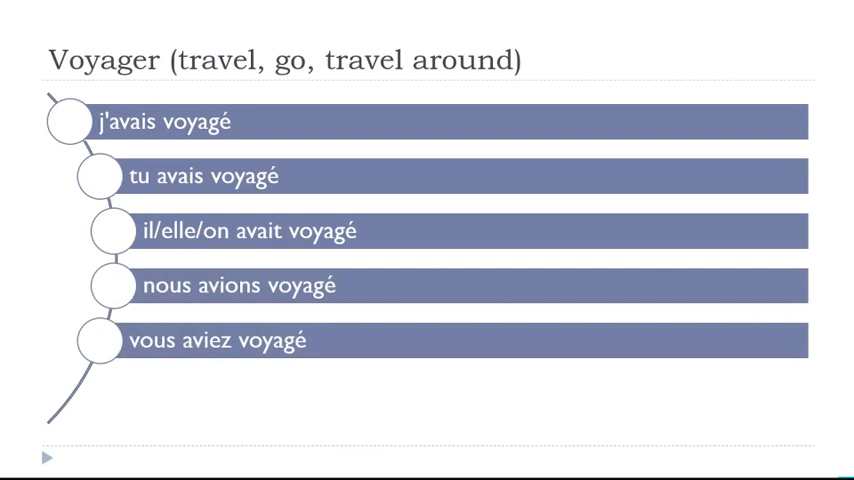 Voyager (travel, go, travel around)
j'avais voyagé
tu avais voyagé
il/elle/on avait voyagé
nous avions voyagé
vous aviez voyagé